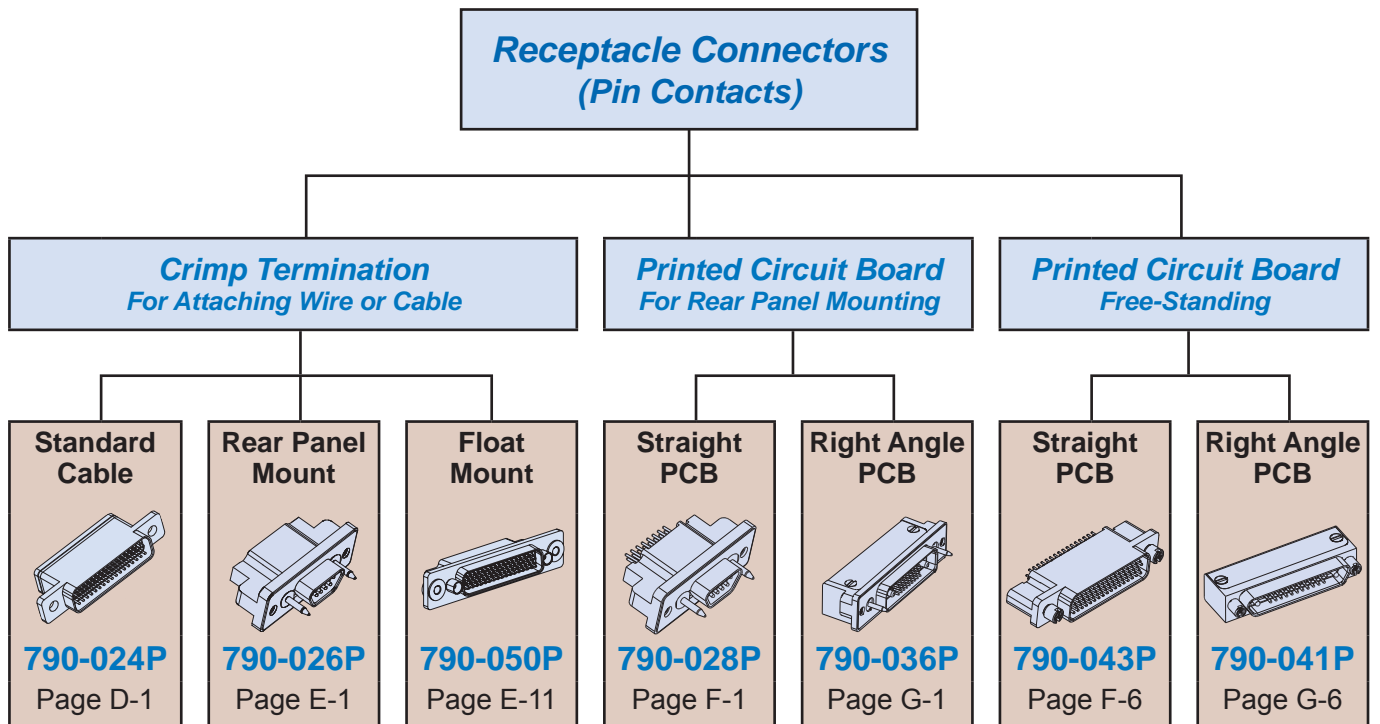 Receptacle Connectors
(Pin Contacts)
Crimp Termination
For Attaching Wire or Cable
Printed Circuit Board
For Rear Panel Mounting
Printed Circuit Board
Free-Standing
Standard
Cable
790-024P
Page D-1
Rear Panel
Mount
790-026P
Page E-1
Float
Mount
790-050P
Page E-11
Straight
PCB
790-028P
Page F-1
Right Angle
PCB
790-036P
Page G-1
Straight
PCB
790-043P
Page F-6
Right Angle
PCB
790-041P
Page G-6